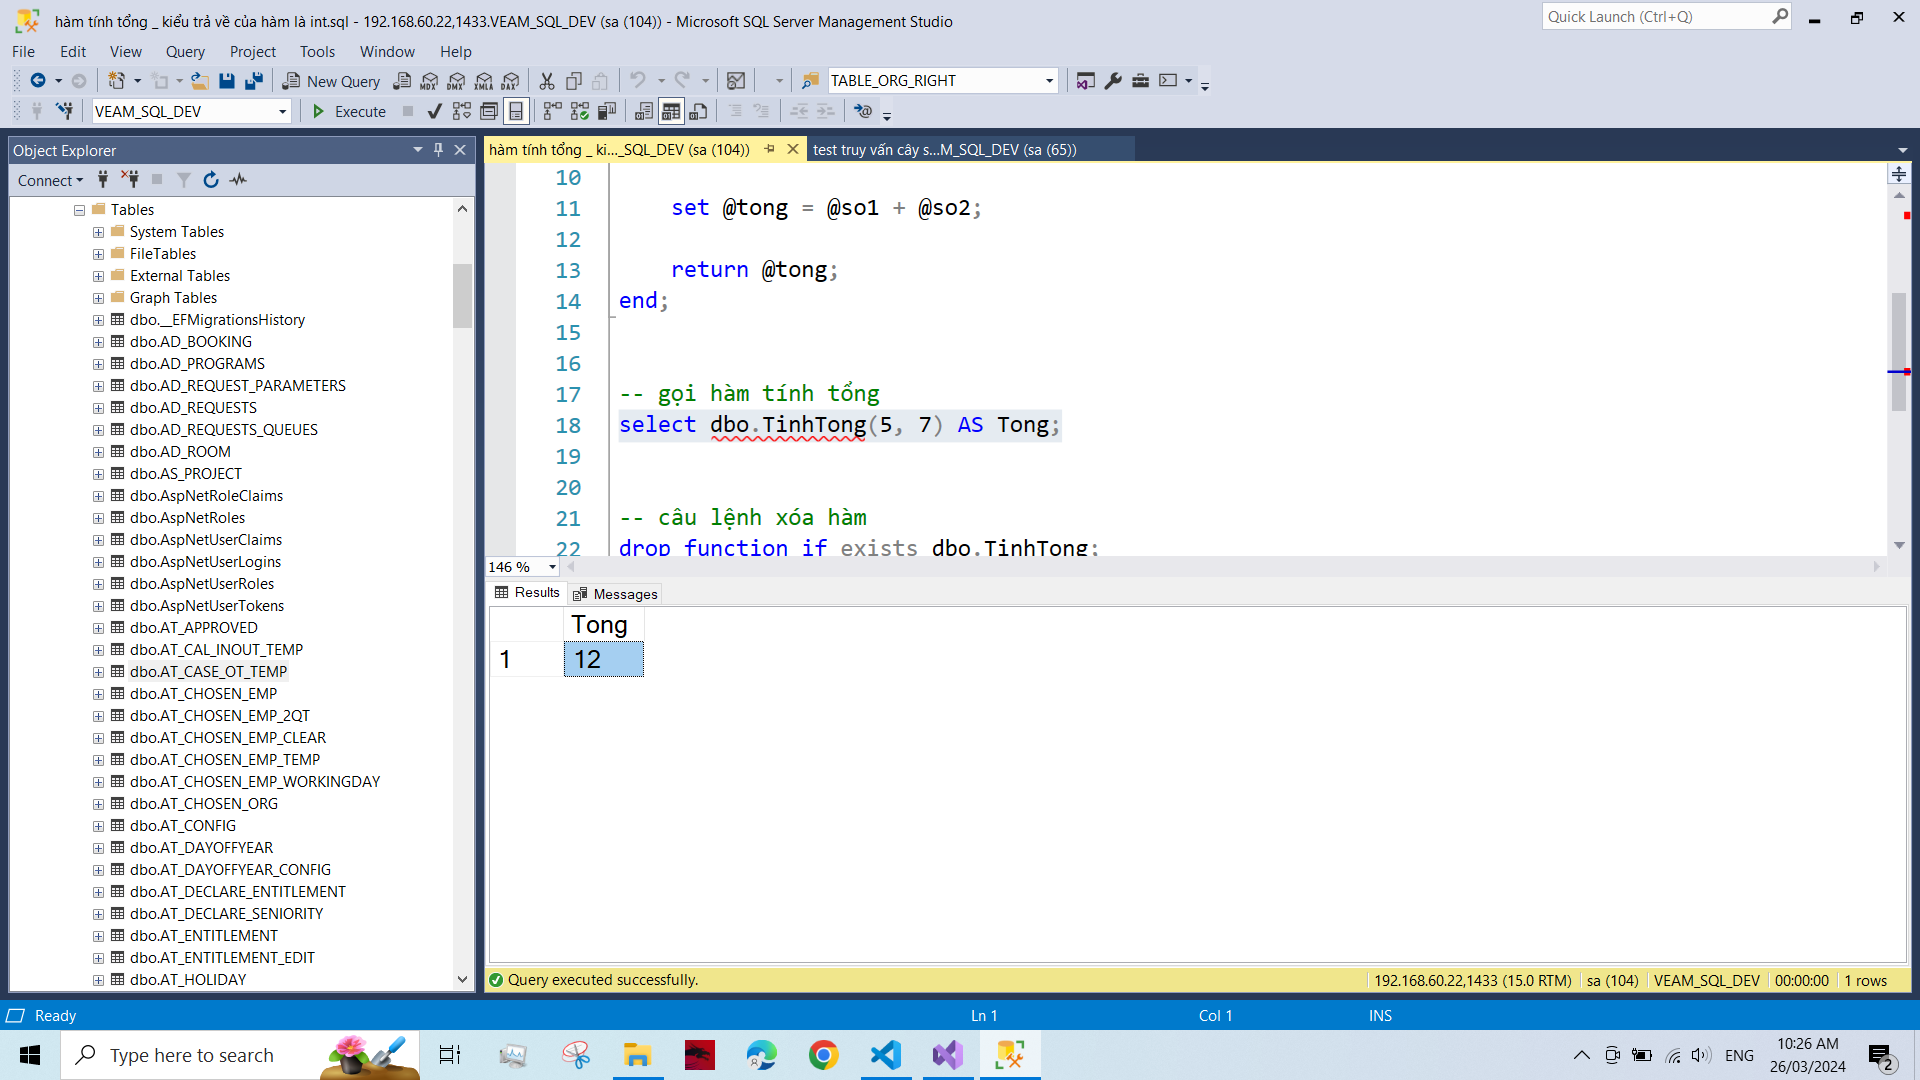 hàm tính tổng _ kiểu trả về của hàm là int.sql - 192.168.60.22,1433.VEAM_SQL_DEV (sa (104)) - Microsoft SQL Server Management Studio
Quick Launch (Ctrl+Q)
File Edit View Query Project Tools Window Help
New Query MDX DMX XMLA DAX TABLE_ORG_RIGHT
VEAM_SQL_DEV Execute
Object Explorer
Connect
Tables
System Tables
FileTables
External Tables
Graph Tables
dbo.__EFMigrationsHistory
dbo.AD_BOOKING
dbo.AD_PROGRAMS
dbo.AD_REQUEST_PARAMETERS
dbo.AD_REQUESTS
dbo.AD_REQUESTS_QUEUES
dbo.AD_ROOM
dbo.AS_PROJECT
dbo.AspNetRoleClaims
dbo.AspNetRoles
dbo.AspNetUserClaims
dbo.AspNetUserLogins
dbo.AspNetUserRoles
dbo.AspNetUserTokens
dbo.AT_APPROVED
dbo.AT_CAL_INOUT_TEMP
dbo.AT_CASE_OT_TEMP
dbo.AT_CHOSEN_EMP
dbo.AT_CHOSEN_EMP_2QT
dbo.AT_CHOSEN_EMP_CLEAR
dbo.AT_CHOSEN_EMP_TEMP
dbo.AT_CHOSEN_EMP_WORKINGDAY
dbo.AT_CHOSEN_ORG
dbo.AT_CONFIG
dbo.AT_DAYOFFYEAR
dbo.AT_DAYOFFYEAR_CONFIG
dbo.AT_DECLARE_ENTITLEMENT
dbo.AT_DECLARE_SENIORITY
dbo.AT_ENTITLEMENT
dbo.AT_ENTITLEMENT_EDIT
dbo.AT_HOLIDAY
hàm tính tổng _ ki..._SQL_DEV (sa (104)) test truy vấn cây s...M_SQL_DEV (sa (65))
10
11 set @tong = @so1 + @so2;
12
13 return @tong;
14 end;
15
16
17 -- gọi hàm tính tổng
18 select dbo.TinhTong(5, 7) AS Tong;
19
20
21 -- câu lệnh xóa hàm
22 drop function if exists dbo.TinhTong;
146 %
Results Messages
Tong
1 12
Query executed successfully. 192.168.60.22,1433 (15.0 RTM) sa (104) VEAM_SQL_DEV 00:00:00 1 rows
Ready Ln 1 Col 1 INS
Type here to search
ENG
10:26 AM
26/03/2024
2